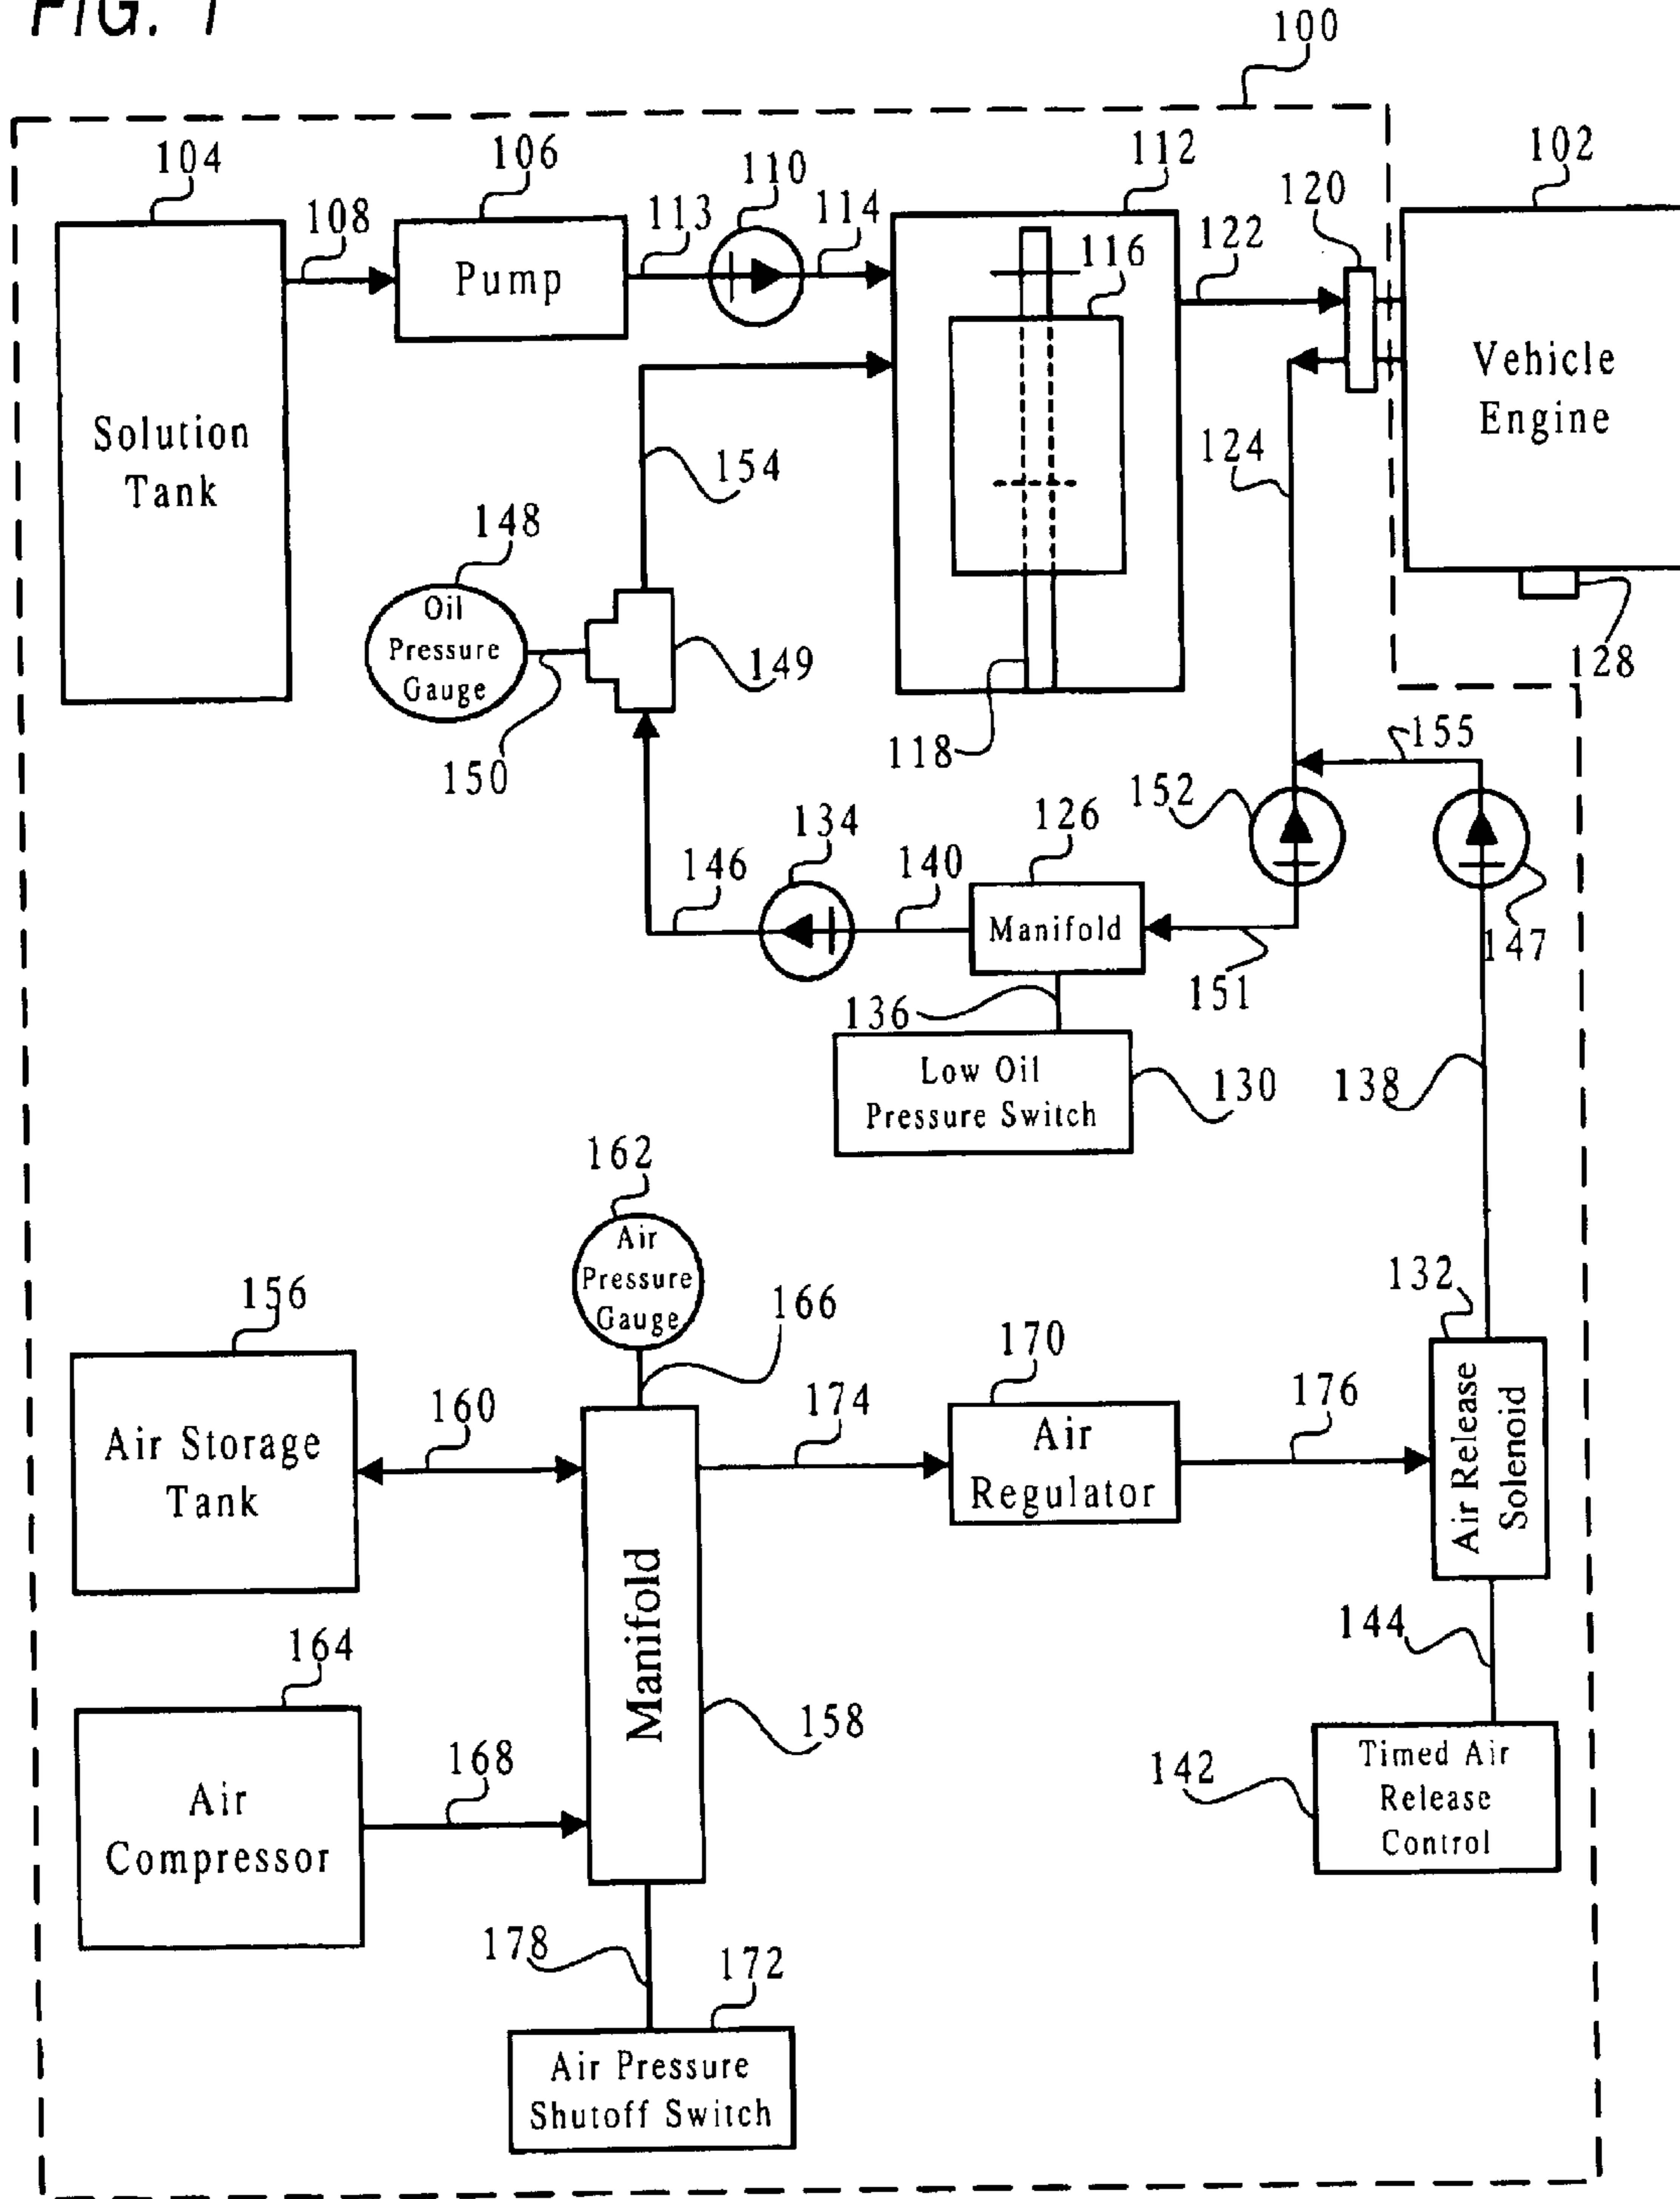 FIG. 1
100
104
106
110
112
102
108
113
114
120
116
122
Pump
Solution
Tank
Vehicle
Engine
124
154
148
Oil
Pressure
Gauge
149
128
150
118
155
152
126
134
146
140
Manifold
147
151
136
Low Oil
Pressure Switch
130
138
162
Air
Pressure
Gauge
132
156
166
170
160
174
176
Air Storage
Tank
Air
Regulator
Air Release
Solenoid
Manifold
164
144
158
168
142
Timed Air
Release
Control
Air
Compressor
178
172
Air Pressure
Shutoff Switch